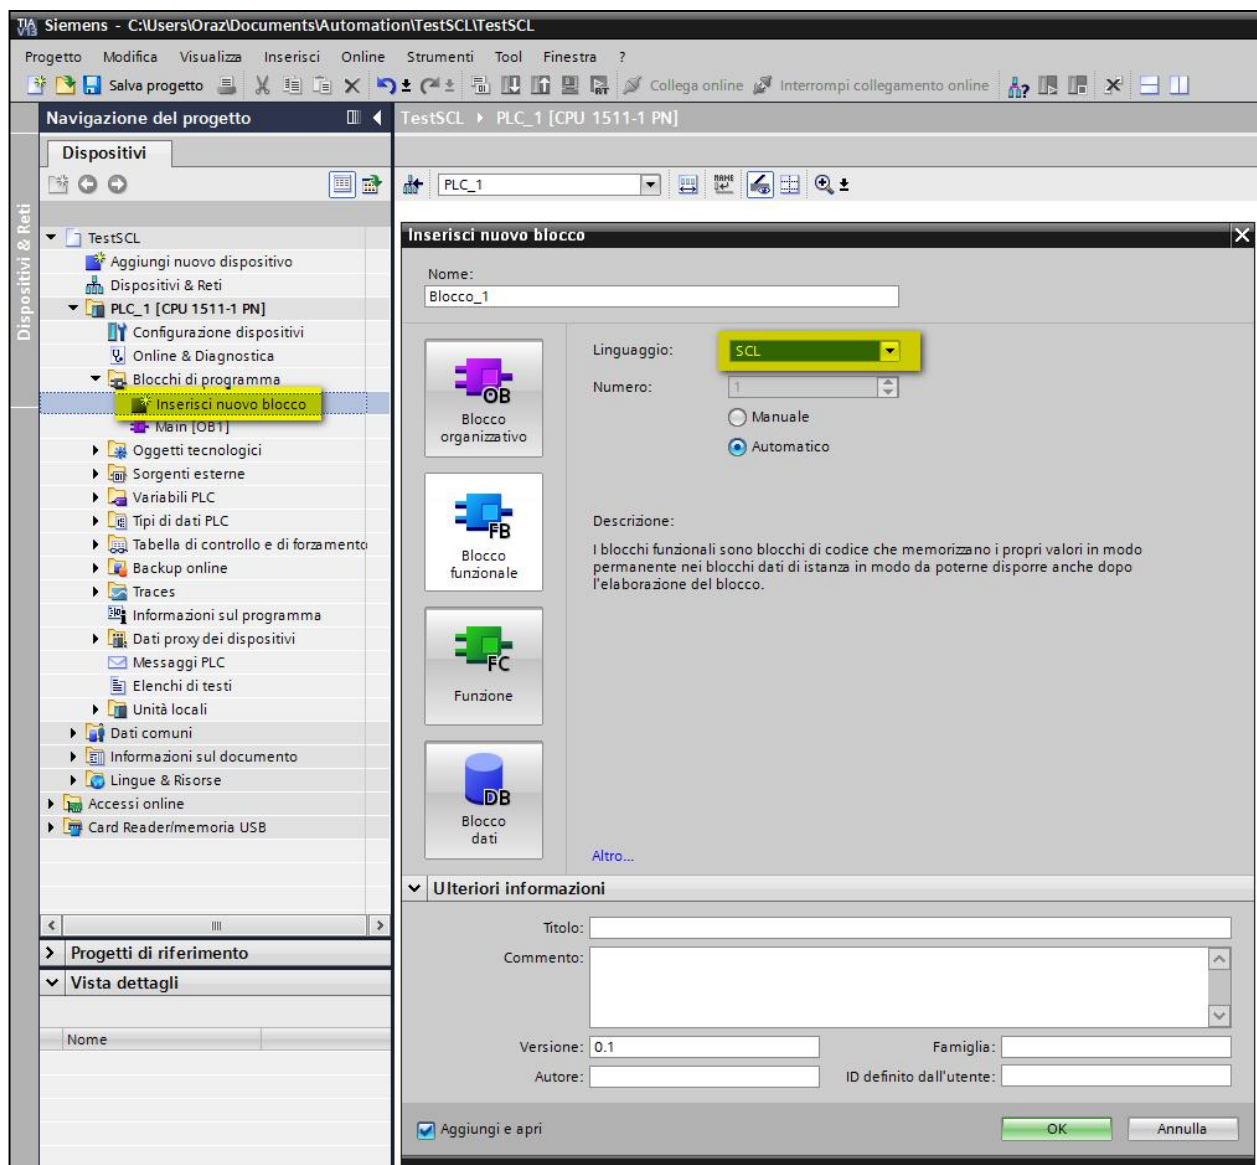 TIA V13 Siemens - C:\Users\Oraz\Documents\Automation\TestSCL\TestSCL
Progetto Modifica Visualizza Inserisci Online Strumenti Tool Finestra ?
Salva progetto Collega online Interrompi collegamento online
Navigazione del progetto
TestSCL PLC_1 [CPU 1511-1 PN]
Dispositivi
PLC_1
Dispositivi & Reti
TestSCL
Aggiungi nuovo dispositivo
Dispositivi & Reti
PLC_1 [CPU 1511-1 PN]
Configurazione dispositivi
Online & Diagnostica
Blocchi di programma
Inserisci nuovo blocco
Main [OB1]
Oggetti tecnologici
Sorgenti esterne
Variabili PLC
Tipi di dati PLC
Tabella di controllo e di forzamento
Backup online
Traces
Informazioni sul programma
Dati proxy dei dispositivi
Messaggi PLC
Elenchi di testi
Unità locali
Dati comuni
Informazioni sul documento
Lingue & Risorse
Accessi online
Card Reader/memoria USB
Progetti di riferimento
Vista dettagli
Nome
Inserisci nuovo blocco
Nome:
Blocco_1
OB
Blocco
organizzativo
FB
Blocco
funzionale
FC
Funzione
DB
Blocco
dati
Linguaggio: SCL
Numero: 1
Manuale
Automatico
Descrizione:
I blocchi funzionali sono blocchi di codice che memorizzano i propri valori in modo
permanente nei blocchi dati di istanza in modo da poterne disporre anche dopo
l'elaborazione del blocco.
Altro...
Ulteriori informazioni
Titolo:
Commento:
Versione: 0.1 Famiglia:
Autore: ID definito dall'utente:
Aggiungi e apri OK Annulla